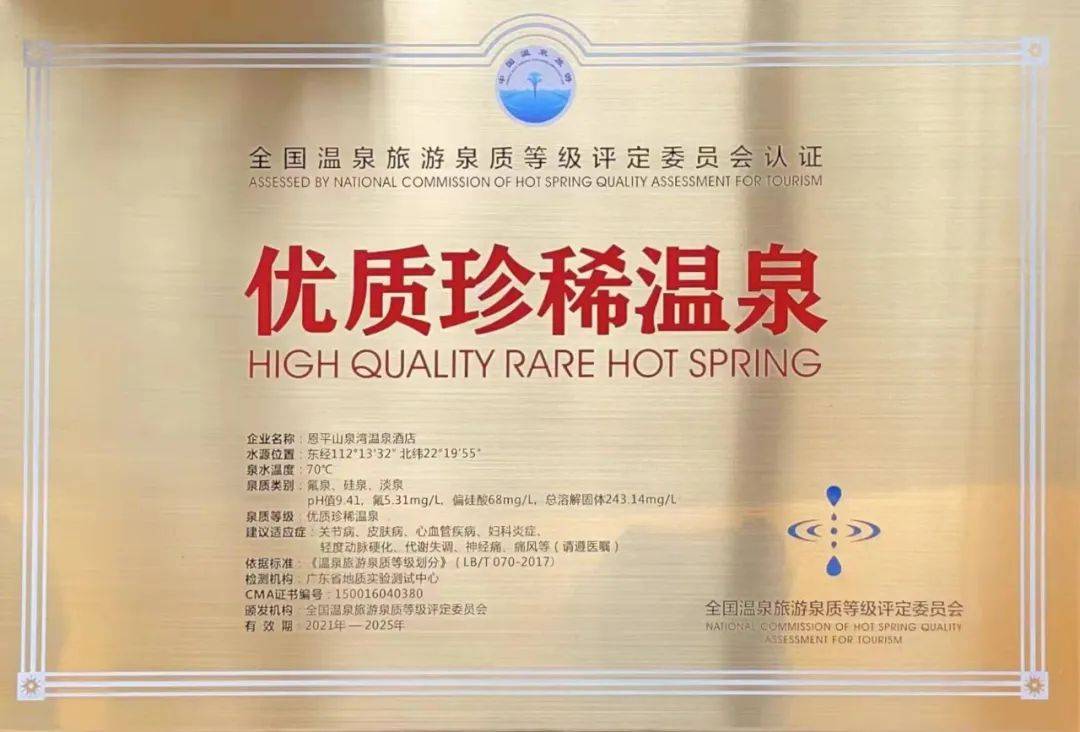 中国温泉旅游
全国温泉旅游泉质等级评定委员会认证
ASSESSED BY NATIONAL COMMISSION OF HOT SPRING QUALITY ASSESSMENT FOR TOURISM
优质珍稀温泉
HIGH QUALITY RARE HOT SPRING
企业名称：恩平山泉湾温泉酒店
水源位置：东经112°13'32" 北纬22°19'55"
泉水温度：70℃
泉质类别：氟泉、硅泉、淡泉
pH值9.41，氟5.31mg/L，偏硅酸68mg/L，总溶解固体243.14mg/L
泉质等级：优质珍稀温泉
建议适应症：关节病、皮肤病、心血管疾病、妇科炎症、
轻度动脉硬化、代谢失调、神经痛、痛风等（请遵医嘱）
依据标准：《温泉旅游泉质等级划分》（LB/T 070-2017）
检测机构：广东省地质实验测试中心
CMA证书编号：150016040380
颁发机构：全国温泉旅游泉质等级评定委员会
有 效 期：2021年—2025年
全国温泉旅游泉质等级评定委员会
NATIONAL COMMISSION OF HOT SPRING QUALITY
ASSESSMENT FOR TOURISM